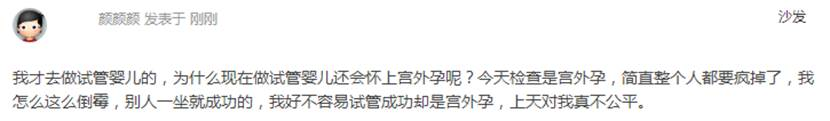 颜颜颜 发表于 刚刚 沙发
我才去做试管婴儿的，为什么现在做试管婴儿还会怀上宫外孕呢？今天检查是宫外孕，简直整个人都要疯掉了，我
怎么这么倒霉，别人一坐就成功的，我好不容易试管成功却是宫外孕，上天对我真不公平。